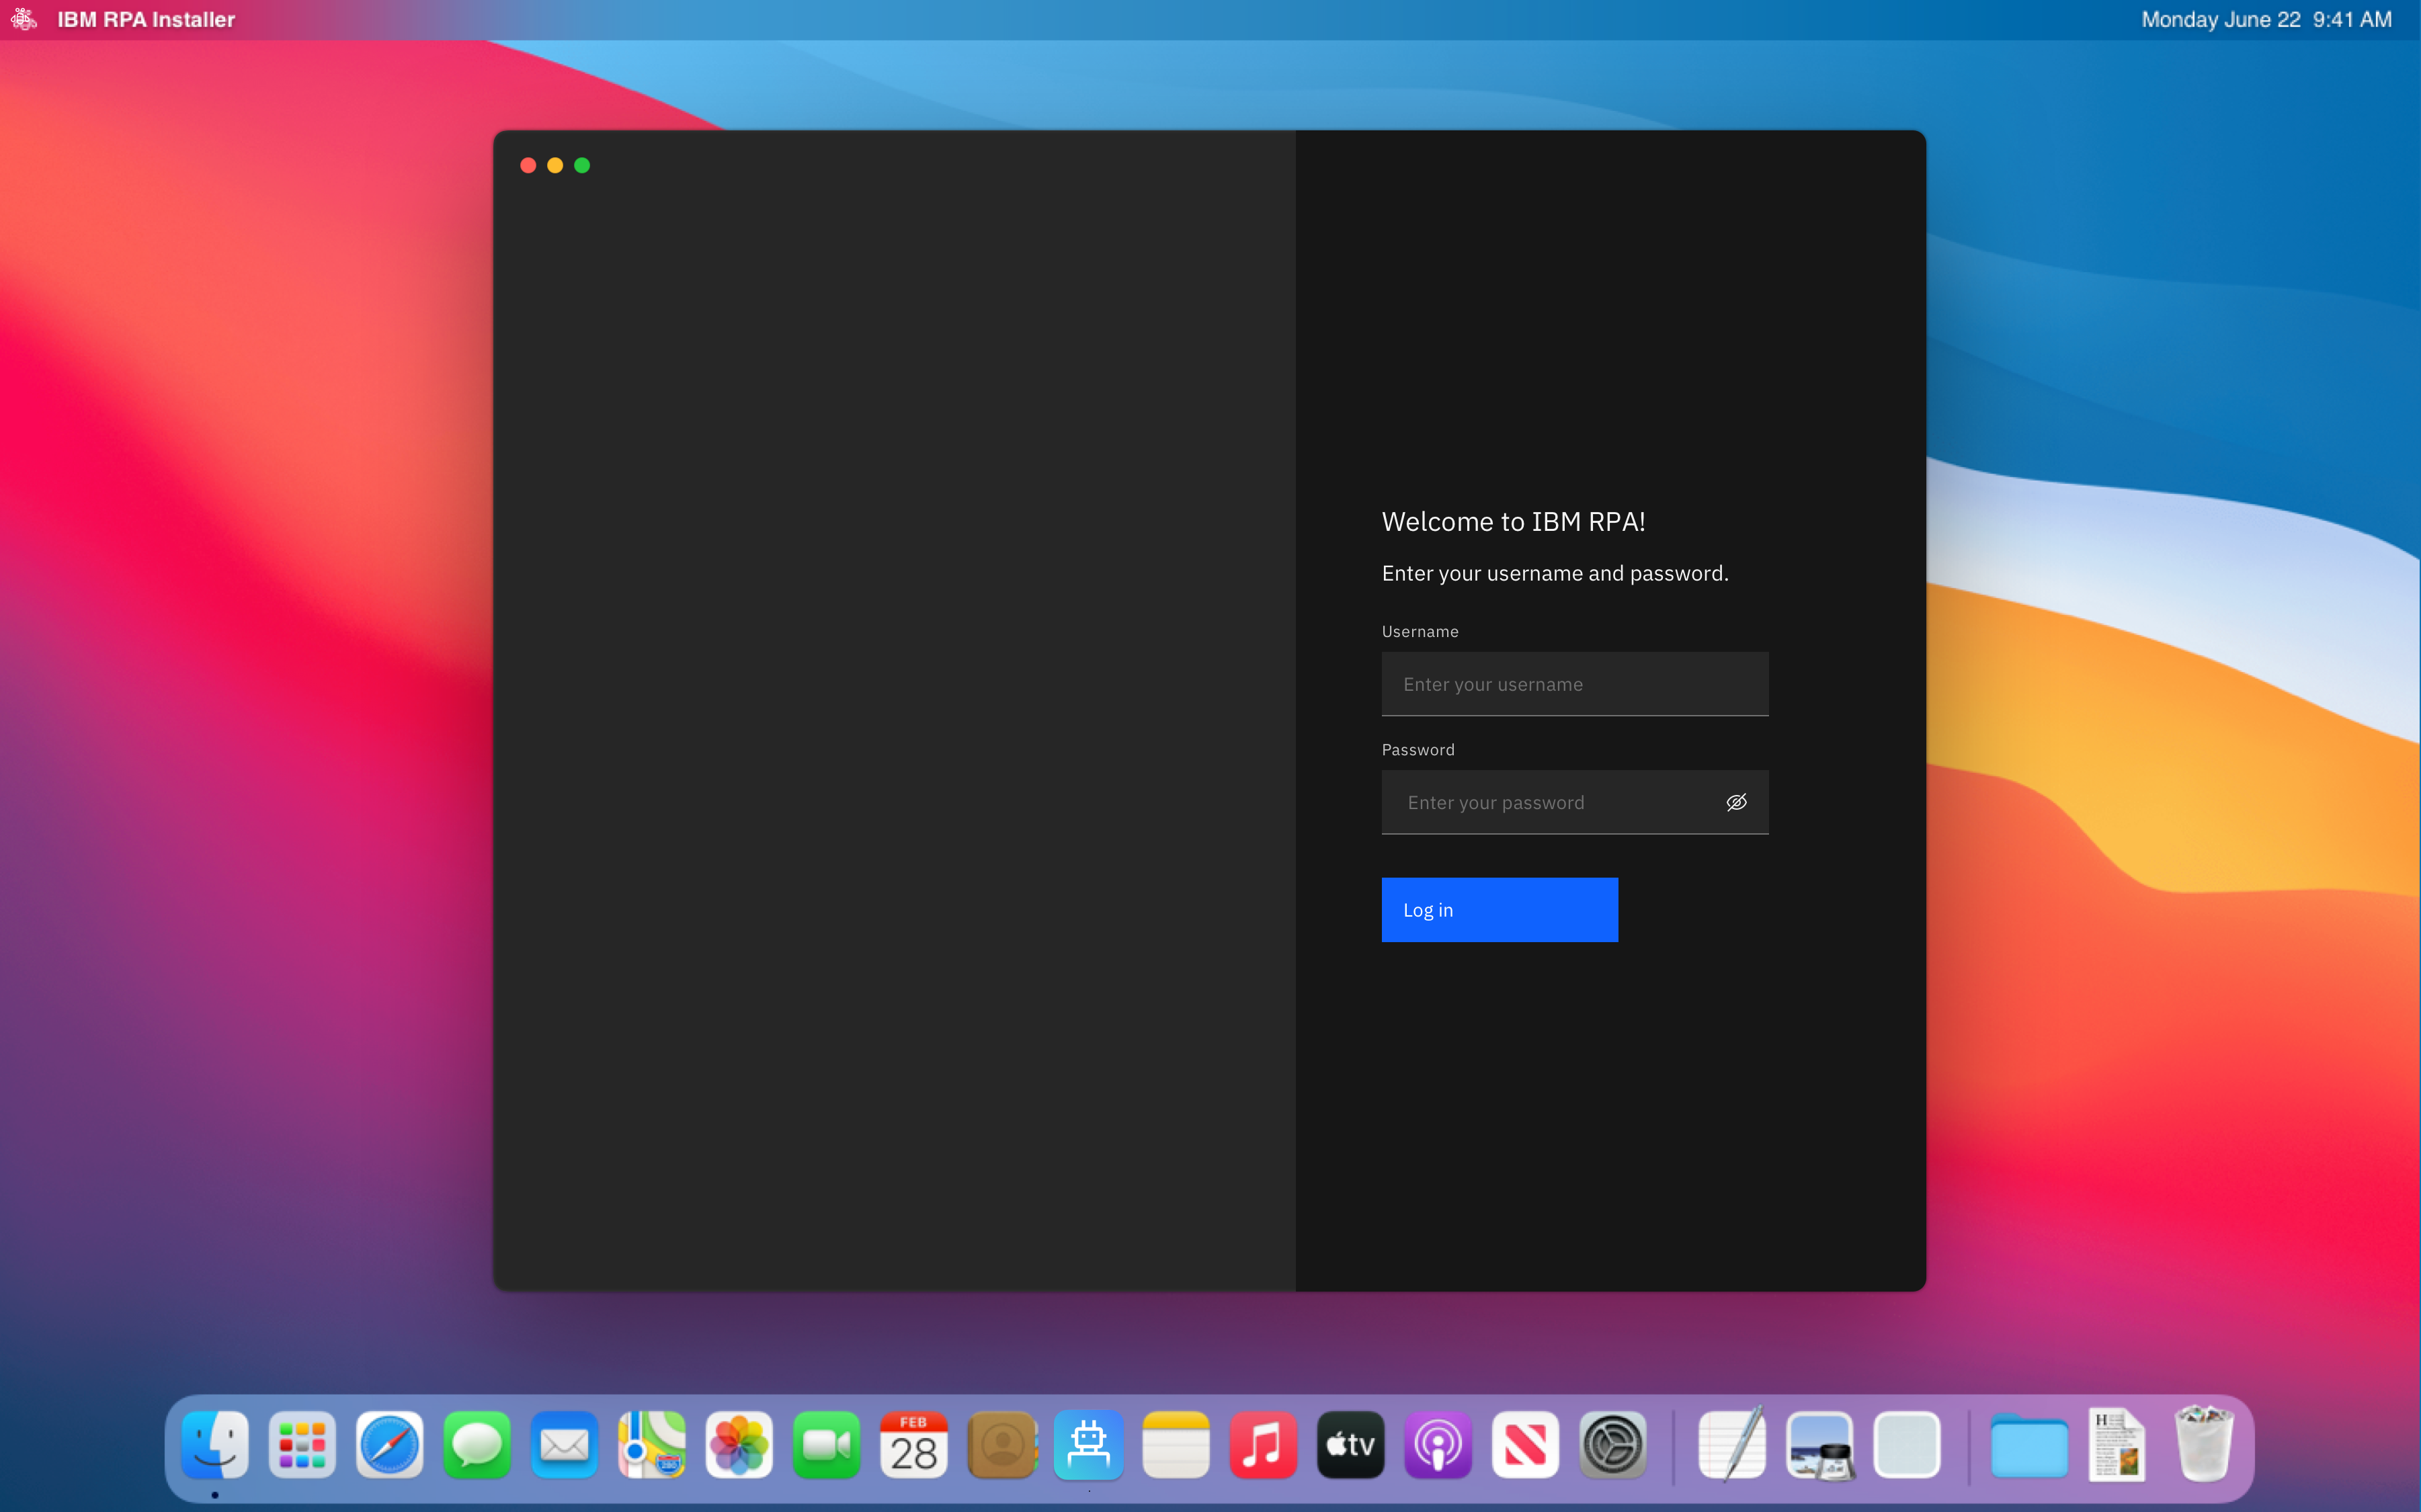 IBM RPA Installer
Monday June 22 9:41 AM
Welcome to IBM RPA!
Enter your username and password.
Username
Enter your username
Password
Enter your password
Log in
FEB
28
tv
280